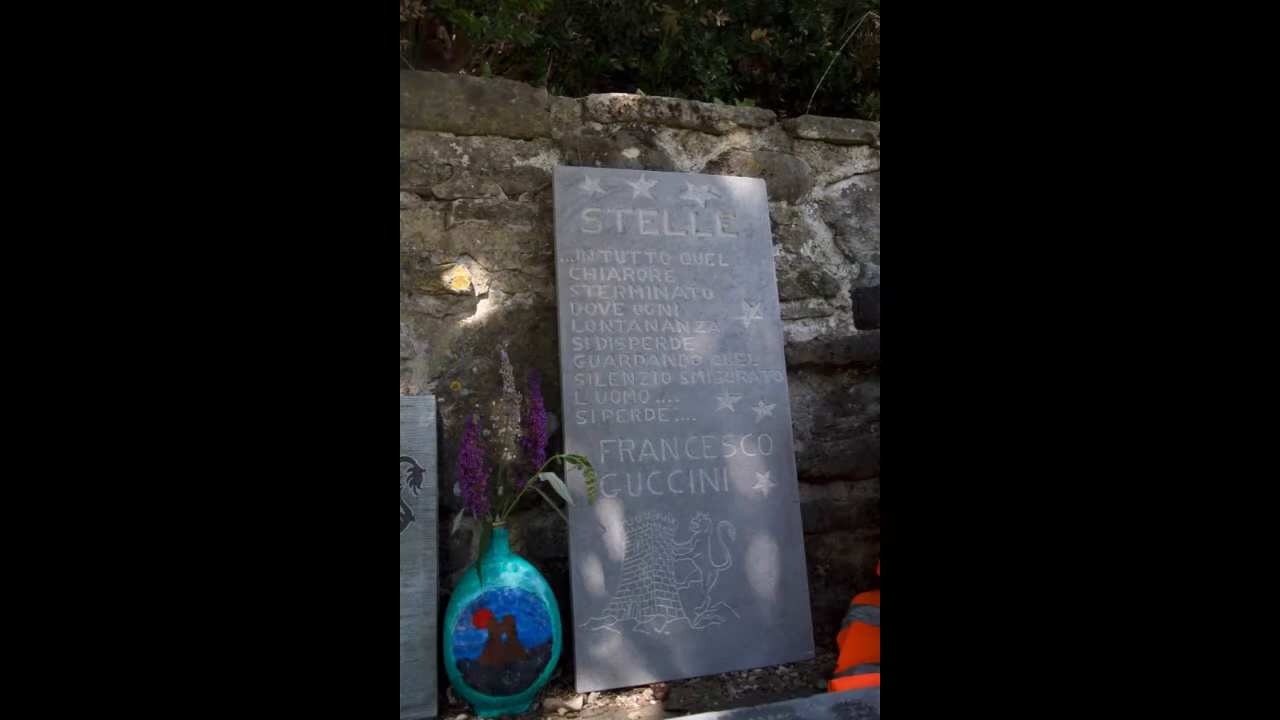 STELLE
...IN TUTTO QUEL
CHIARORE
STERMINATO
DOVE OGNI
LONTANANZA
SI DISPERDE
GUARDANDO QUEL
SILENZIO SMISURATO
L'UOMO ....
SI PERDE ....
FRANCESCO
GUCCINI